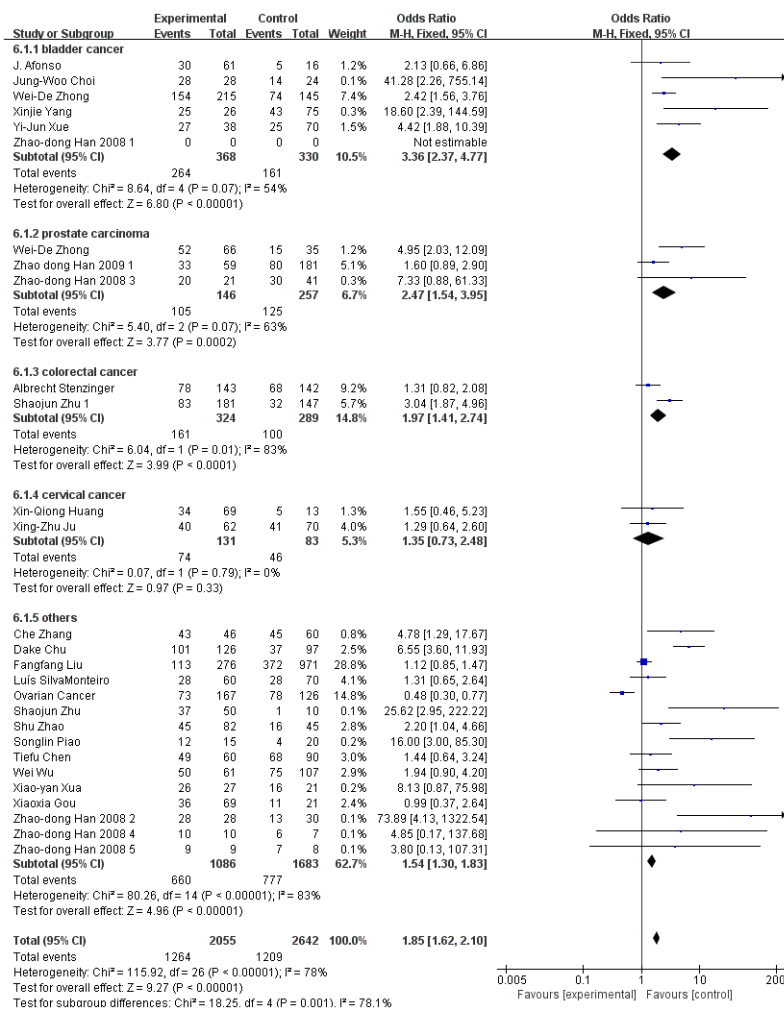 Experimental Control Odds Ratio Odds Ratio
Study or Subgroup Events Total Events Total Weight M-H, Fixed, 95% CI M-H, Fixed, 95% CI
6.1.1 bladder cancer
J. Afonso 30 61 5 16 1.2% 2.13 [0.66, 6.86]
Jung-Woo Choi 28 28 14 24 0.1% 41.28 [2.26, 755.14]
Wei-De Zhong 154 215 74 145 7.4% 2.42 [1.56, 3.76]
Xinjie Yang 25 26 43 75 0.4% 18.60 [2.39, 144.59]
Yi-Jun Xue 27 38 25 70 1.5% 4.42 [1.88, 10.39]
Zhao-dong Han 2008 1 0 0 0 0 Not estimable
Subtotal (95% CI) 368 330 10.5% 3.36 [2.37, 4.77]
Total events 264 161
Heterogeneity: Chi² = 8.64, df = 4 (P = 0.07); I² = 54%
Test for overall effect: Z = 6.80 (P < 0.00001)
6.1.2 prostate carcinoma
Wei-De Zhong 52 66 15 35 1.2% 4.95 [2.03, 12.09]
Zhao dong Han 2009 1 33 59 80 181 5.1% 1.60 [0.89, 2.90]
Zhao-dong Han 2008 3 20 21 30 41 0.3% 7.33 [0.88, 61.33]
Subtotal (95% CI) 146 257 6.7% 2.47 [1.54, 3.95]
Total events 105 125
Heterogeneity: Chi² = 5.40, df = 2 (P = 0.07); I² = 63%
Test for overall effect: Z = 3.77 (P = 0.0002)
6.1.3 colorectal cancer
Albrecht Stenzinger 78 143 68 142 9.2% 1.31 [0.82, 2.08]
Shaojun Zhu 1 83 181 32 147 5.7% 3.04 [1.87, 4.96]
Subtotal (95% CI) 324 289 14.8% 1.97 [1.41, 2.74]
Total events 161 100
Heterogeneity: Chi² = 6.04, df = 1 (P = 0.01); I² = 83%
Test for overall effect: Z = 3.99 (P < 0.0001)
6.1.4 cervical cancer
Xin-Qiong Huang 34 69 5 13 1.3% 1.55 [0.46, 5.23]
Xing-Zhu Ju 40 62 41 70 4.0% 1.29 [0.64, 2.60]
Subtotal (95% CI) 131 83 5.3% 1.35 [0.73, 2.48]
Total events 74 46
Heterogeneity: Chi² = 0.07, df = 1 (P = 0.79); I² = 0%
Test for overall effect: Z = 0.97 (P = 0.33)
6.1.5 others
Che Zhang 43 46 45 60 0.8% 4.78 [1.29, 17.67]
Dake Chu 101 126 37 97 2.5% 6.55 [3.60, 11.93]
Fangfang Liu 113 276 372 971 28.8% 1.12 [0.85, 1.47]
Luís SilvaMonteiro 28 60 28 70 4.1% 1.31 [0.65, 2.64]
Ovarian Cancer 73 167 78 126 14.8% 0.48 [0.30, 0.77]
Shaojun Zhu 37 50 1 10 0.1% 25.62 [2.95, 222.22]
Shu Zhao 45 82 16 45 2.8% 2.20 [1.04, 4.66]
Songlin Piao 12 15 4 20 0.2% 16.00 [3.00, 85.30]
Tiefu Chen 49 60 68 90 2.9% 1.44 [0.64, 3.24]
Wei Wu 50 61 75 107 2.9% 1.94 [0.90, 4.20]
Xiao-yan Xua 26 27 16 21 0.2% 8.13 [0.87, 75.98]
Xiaoxia Gou 36 69 11 21 2.4% 0.99 [0.37, 2.64]
Zhao-dong Han 2008 2 28 28 13 30 0.1% 73.89 [4.13, 1322.54]
Zhao-dong Han 2008 4 10 10 6 7 0.1% 4.85 [0.17, 137.68]
Zhao-dong Han 2008 5 9 9 7 8 0.1% 3.80 [0.13, 107.31]
Subtotal (95% CI) 1086 1683 62.7% 1.54 [1.30, 1.83]
Total events 660 777
Heterogeneity: Chi² = 80.26, df = 14 (P < 0.00001); I² = 83%
Test for overall effect: Z = 4.96 (P < 0.00001)
Total (95% CI) 2055 2642 100.0% 1.85 [1.62, 2.10]
Total events 1264 1209
Heterogeneity: Chi² = 115.92, df = 26 (P < 0.00001); I² = 78%
Test for overall effect: Z = 9.27 (P < 0.00001)
Test for subgroup differences: Chi² = 18.25, df = 4 (P = 0.001), I² = 78.1%
0.005 0.1 1 10 200
Favours [experimental] Favours [control]